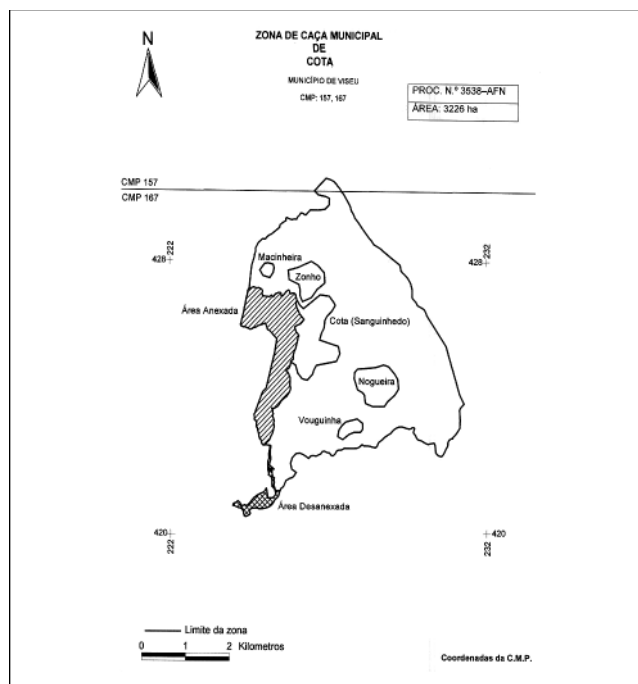 N
ZONA DE CAÇA MUNICIPAL
DE
COTA
MUNICÍPIO DE VISEU
CMP: 157, 167
PROC. N.º 3538–AFN
ÁREA: 3226 ha
CMP 157
CMP 167
222
428
232
428
Macinheira
Zonho
Área Anexada
Cota (Sanguinhedo)
Nogueira
Vouguinha
Área Desanexada
420
222
420
232
Limite da zona
0 1 2 Kilometros
Coordenadas da C.M.P.